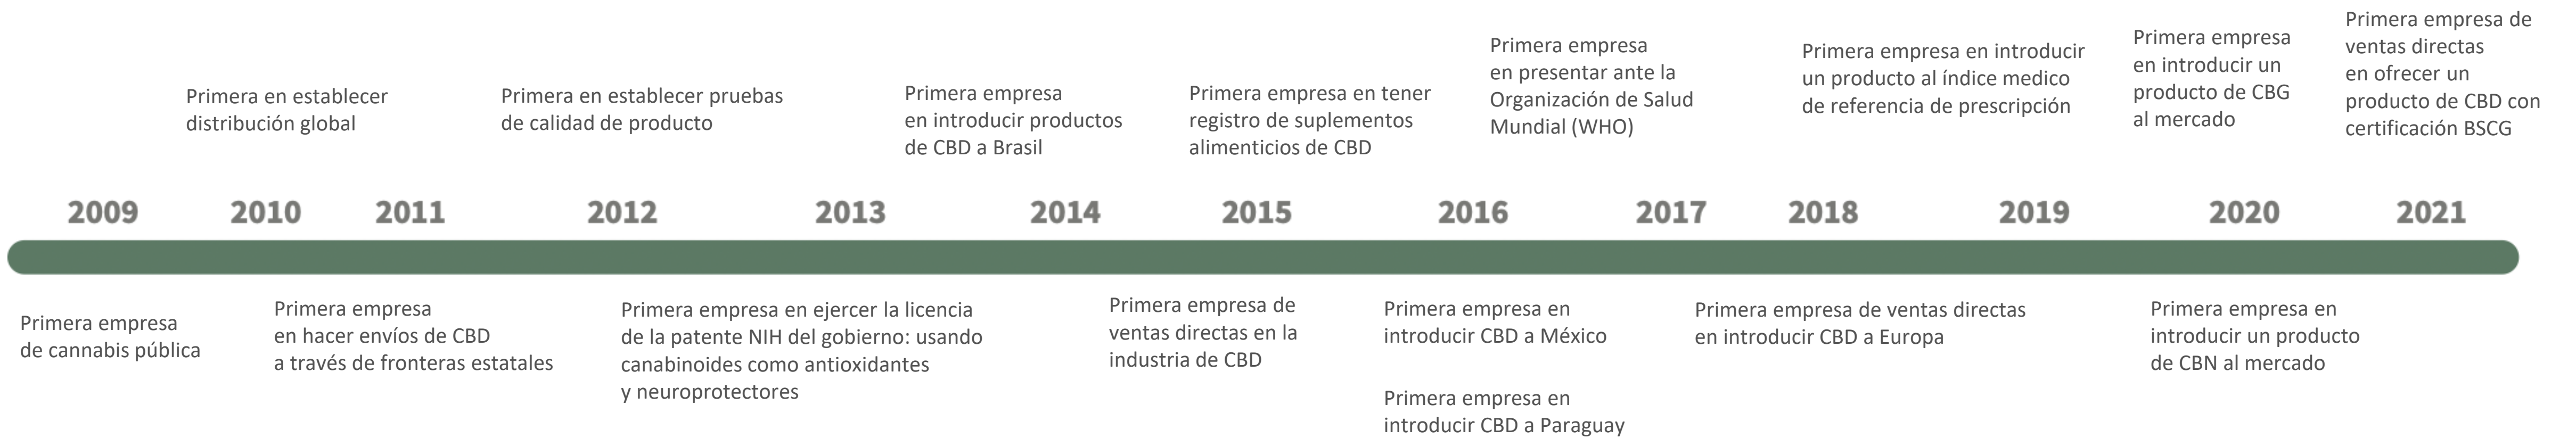 Primera en establecer
distribución global
Primera en establecer pruebas
de calidad de producto
Primera empresa
en introducir productos
de CBD a Brasil
Primera empresa en tener
registro de suplementos
alimenticios de CBD
Primera empresa
en presentar ante la
Organización de Salud
Mundial (WHO)
Primera empresa en introducir
un producto al índice medico
de referencia de prescripción
Primera empresa
en introducir un
producto de CBG
al mercado
Primera empresa de
ventas directas
en ofrecer un
producto de CBD con
certificación BSCG
2009 2010 2011 2012 2013 2014 2015 2016 2017 2018 2019 2020 2021
Primera empresa
de cannabis pública
Primera empresa
en hacer envíos de CBD
a través de fronteras estatales
Primera empresa en ejercer la licencia
de la patente NIH del gobierno: usando
canabinoides como antioxidantes
y neuroprotectores
Primera empresa de
ventas directas en la
industria de CBD
Primera empresa en
introducir CBD a México
Primera empresa en
introducir CBD a Paraguay
Primera empresa de ventas directas
en introducir CBD a Europa
Primera empresa en
introducir un producto
de CBN al mercado